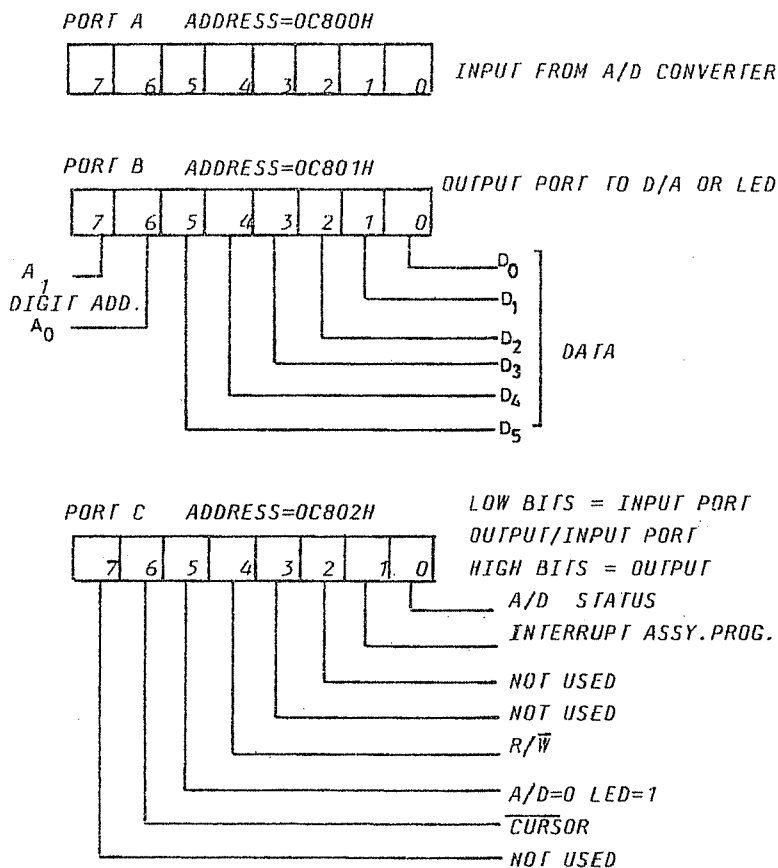 PORT A ADDRESS=0C800H
7 6 5 4 3 2 1 0
INPUT FROM A/D CONVERTER
PORT B ADDRESS=0C801H
OUTPUT PORT TO D/A OR LED
7 6 5 4 3 2 1 0
A1
DIGIT ADD.
A0
D0
D1
D2
D3
D4
D5
DATA
PORT C ADDRESS=0C802H
LOW BITS = INPUT PORT
OUTPUT/INPUT PORT
HIGH BITS = OUTPUT
7 6 5 4 3 2 1 0
A/D STATUS
INTERRUPT ASSY.PROG.
NOT USED
NOT USED
R/W̅
A/D=0 LED=1
C̅U̅R̅S̅O̅R̅
NOT USED